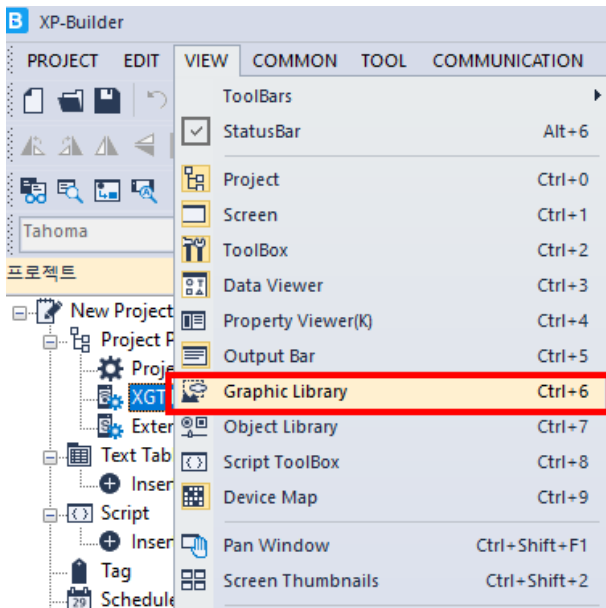 B XP-Builder
PROJECT EDIT VIEW COMMON TOOL COMMUNICATION
ToolBars
StatusBar Alt+6
Project Ctrl+0
Screen Ctrl+1
Tahoma
ToolBox Ctrl+2
프로젝트
Data Viewer Ctrl+3
New Project
Property Viewer(K) Ctrl+4
Project P
Output Bar Ctrl+5
Proje
XGT
Graphic Library Ctrl+6
Exter
Object Library Ctrl+7
Text Tab
Script ToolBox Ctrl+8
Inser
Device Map Ctrl+9
Script
Inser
Pan Window Ctrl+Shift+F1
Tag
Screen Thumbnails Ctrl+Shift+2
29 Schedule